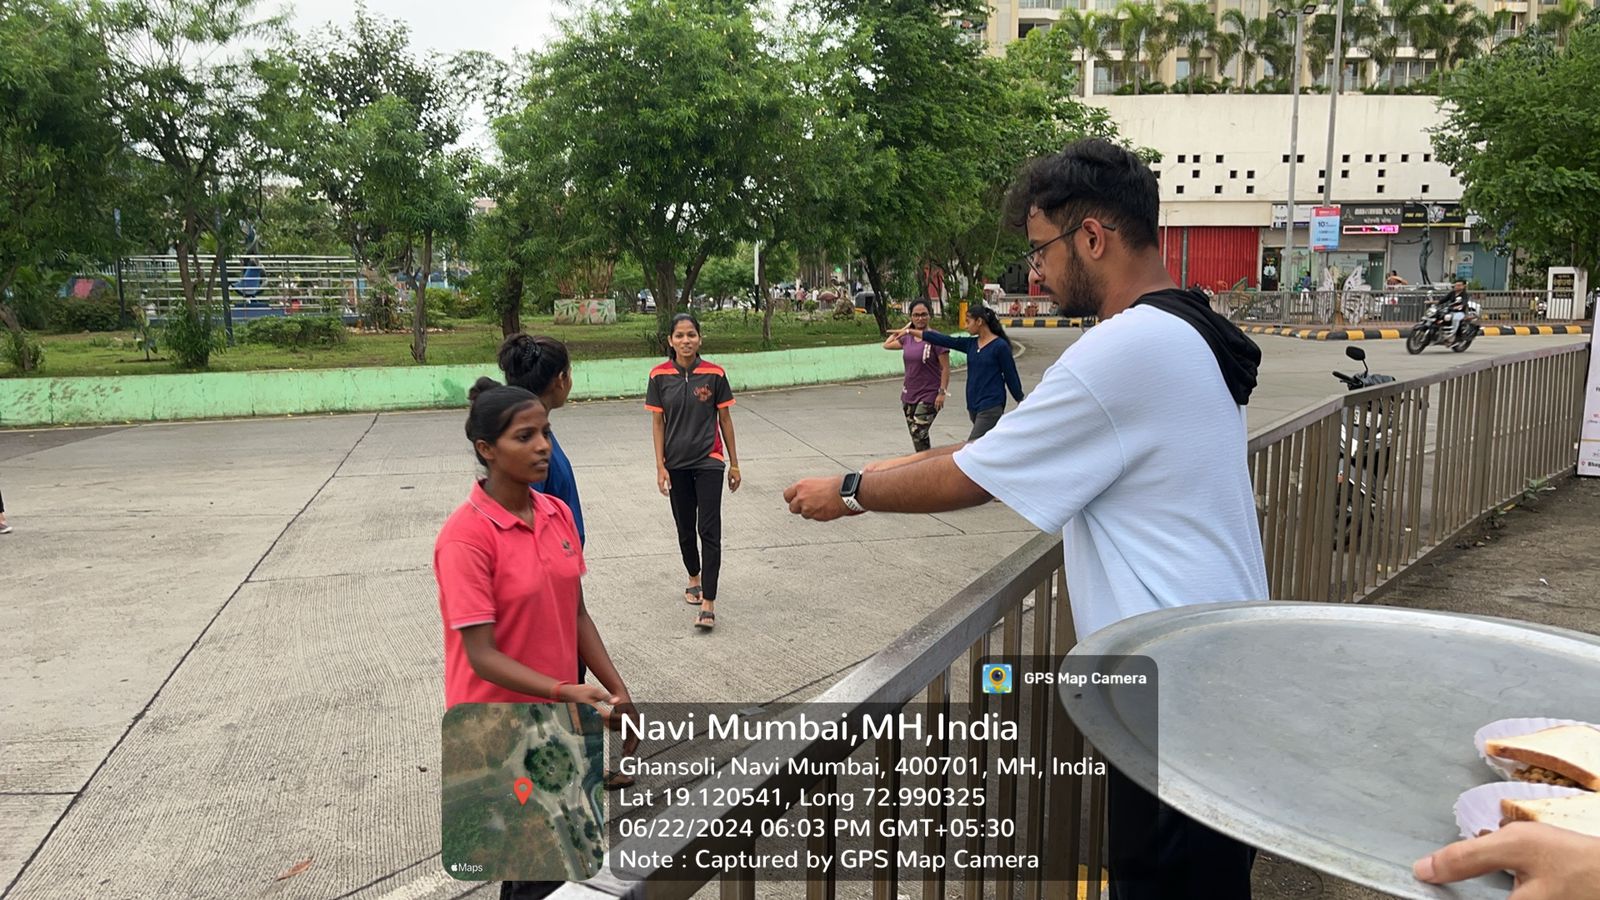 GPS Map Camera
Navi Mumbai,MH,India
Ghansoli, Navi Mumbai, 400701, MH, India
Lat 19.120541, Long 72.990325
06/22/2024 06:03 PM GMT+05:30
Note : Captured by GPS Map Camera
Maps